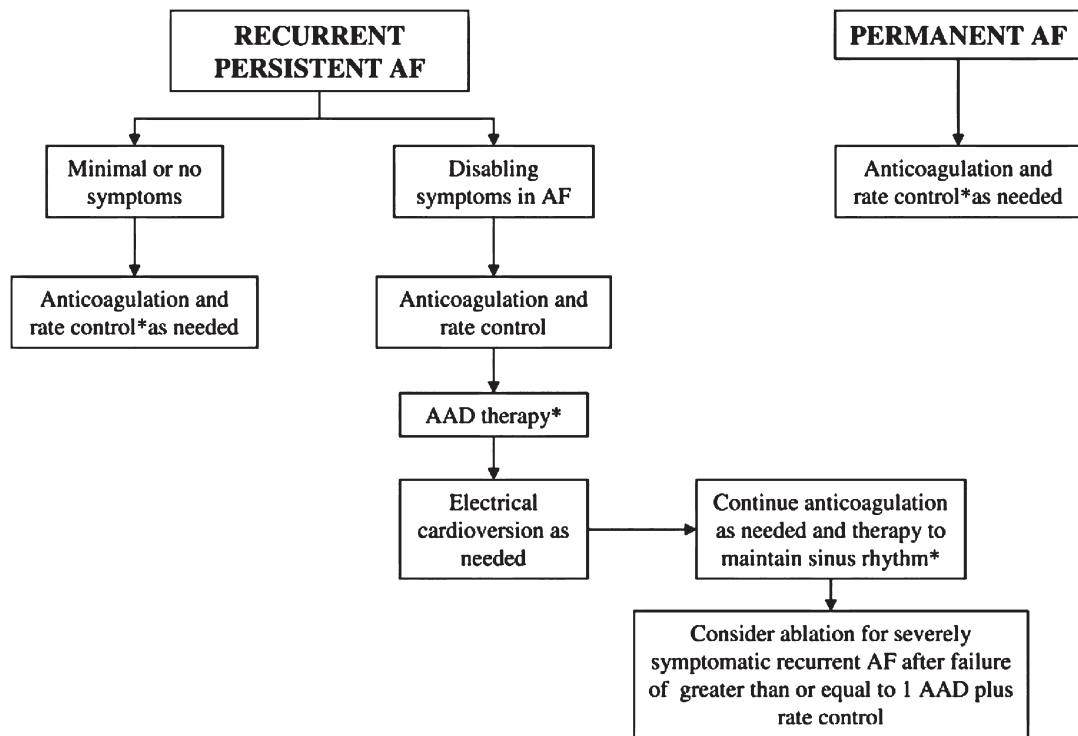 RECURRENT
PERSISTENT AF
PERMANENT AF
Minimal or no
symptoms
Disabling
symptoms in AF
Anticoagulation and
rate control*as needed
Anticoagulation and
rate control*as needed
Anticoagulation and
rate control
AAD therapy*
Electrical
cardioversion as
needed
Continue anticoagulation
as needed and therapy to
maintain sinus rhythm*
Consider ablation for severely
symptomatic recurrent AF after failure
of greater than or equal to 1 AAD plus
rate control